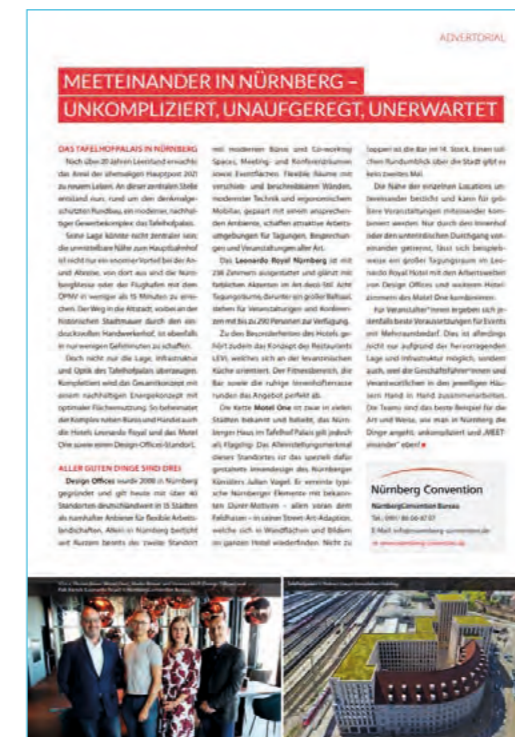 ADVERTORIAL
MEETEINANDER IN NÜRNBERG –
UNKOMPLIZIERT, UNAUFGEREGT, UNERWARTET
DAS TAFELHOFPALAIS IN NÜRNBERG
Nach über 20 Jahren Leerstand erwachte
das Areal der ehemaligen Hauptpost 2021
zu neuem Leben. An dieser zentralen Stelle
entstand nun, rund um den denkmalge-
schützten Rundbau, ein moderner, nachhal-
tiger Gewerbekomplex: das Tafelhofpalais.
Seine Lage könnte nicht zentraler sein,
die unmittelbare Nähe zum Hauptbahnhof
ist nicht nur ein enormer Vorteil bei der An-
und Abreise, von dort aus sind die Nürn-
bergMesse oder der Flughafen mit dem
ÖPNV in weniger als 15 Minuten zu errei-
chen. Der Weg in die Altstadt, vorbei an der
historischen Stadtmauer durch den ein-
drucksvollen Handwerkerhof, ist ebenfalls
in nur wenigen Gehminuten zu schaffen.
Doch nicht nur die Lage, Infrastruktur
und Optik des Tafelhofpalais überzeugen.
Komplettiert wird das Gesamtkonzept mit
einem nachhaltigen Energiekonzept mit
optimaler Flächennutzung. So beheimatet
der Komplex neben Büros und Handel auch
die Hotels Leonardo Royal und das Motel
One sowie einen Design-Offices-Standort.
ALLER GUTEN DINGE SIND DREI
Design Offices wurde 2008 in Nürnberg
gegründet und gilt heute mit über 40
Standorten deutschlandweit in 15 Städten
als namhafter Anbieter für flexible Arbeits-
landschaften. Allein in Nürnberg besticht
seit Kurzem bereits der zweite Standort
mit modernen Büros und Co-working
Spaces, Meeting- und Konferenzräumen
sowie Eventflächen. Flexible Räume mit
verschieb- und beschreibbaren Wänden,
modernster Technik und ergonomischem
Mobiliar, gepaart mit einem ansprechen-
den Ambiente, schaffen attraktive Arbeits-
umgebungen für Tagungen, Besprechun-
gen und Veranstaltungen aller Art.
Das Leonardo Royal Nürnberg ist mit
238 Zimmern ausgestattet und glänzt mit
farblichen Akzenten im Art-deco-Stil. Acht
Tagungsräume, darunter ein großer Ballsaal,
stehen für Veranstaltungen und Konferen-
zen mit bis zu 290 Personen zur Verfügung.
Zu den Besonderheiten des Hotels ge-
hört zudem das Konzept des Restaurants
LEVI, welches sich an der levantinischen
Küche orientiert. Der Fitnessbereich, die
Bar sowie die ruhige Innenhofterrasse
runden das Angebot perfekt ab.
Die Kette Motel One ist zwar in vielen
Städten bekannt und beliebt, das Nürn-
berger Haus im Tafelhof Palais gilt jedoch
als Flagship: Das Alleinstellungsmerkmal
dieses Standortes ist das speziell dafür
gestaltete Innendesign des Nürnberger
Künstlers Julian Vogel. Er vereinte typi-
sche Nürnberger Elemente mit bekann-
ten Dürer-Motiven – allen voran dem
Feldhasen – in seiner Street-Art-Adaption,
welche sich in Wandflächen und Bildern
im ganzen Hotel wiederfinden. Nicht zu
toppen ist die Bar im 14. Stock. Einen sol-
chen Rundumblick über die Stadt gibt es
kein zweites Mal.
Die Nähe der einzelnen Locations un-
tereinander besticht und kann für grö-
ßere Veranstaltungen miteinander kom-
biniert werden. Nur durch den Innenhof
oder den unterirdischen Durchgang von-
einander getrennt, lässt sich beispiels-
weise ein großer Tagungsraum im Leo-
nardo Royal Hotel mit den Arbeitswelten
von Design Offices und weiteren Hotel-
zimmern des Motel One kombinieren.
Für Veranstalter*innen ergeben sich je-
denfalls beste Voraussetzungen für Events
mit Mehrraumbedarf. Dies ist allerdings
nicht nur aufgrund der hervorragenden
Lage und Infrastruktur möglich, sondern
auch, weil die Geschäftsführer*innen und
Verantwortlichen in den jeweiligen Häu-
sern Hand in Hand zusammenarbeiten.
Die Teams sind das beste Beispiel für die
Art und Weise, wie man in Nürnberg die
Dinge angeht: unkompliziert und „MEET-
einander“ eben!
Nürnberg Convention
NürnbergConvention Bureau
E-Mail: info@nuernberg-convention.de
www.nuernberg-convention.de